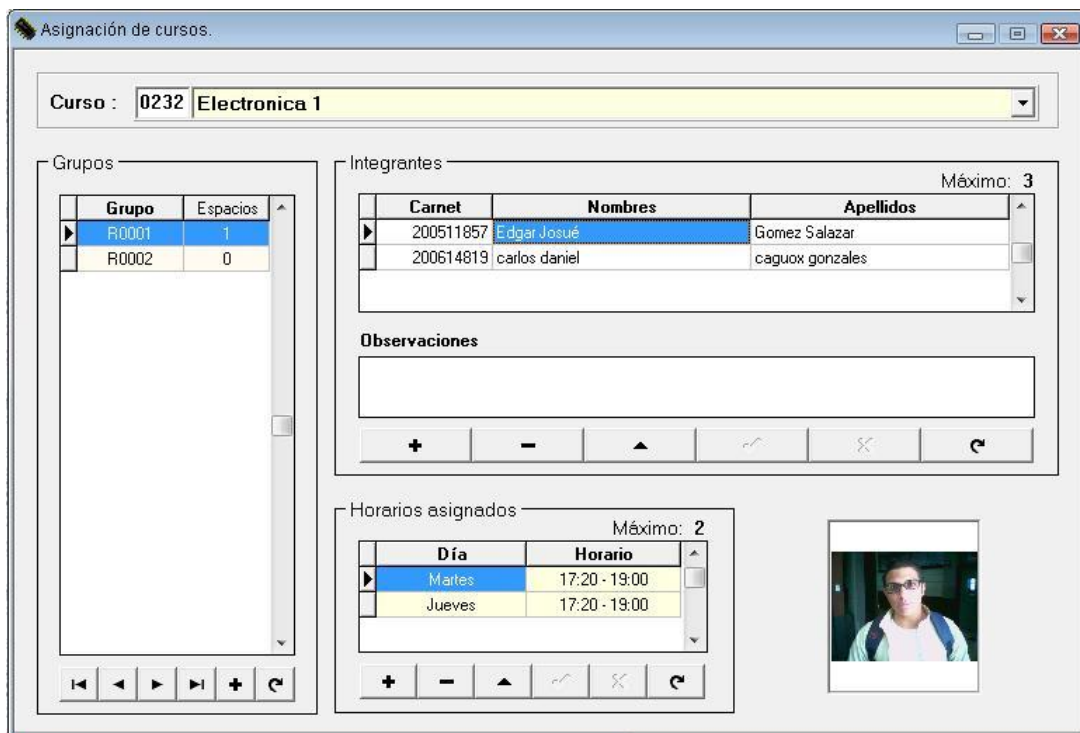 Asignación de cursos.
Curso : 0232 Electronica 1
Grupos
Grupo Espacios
R0001 1
R0002 0
Integrantes
Máximo: 3
Carnet Nombres Apellidos
200511857 Edgar Josué Gomez Salazar
200614819 carlos daniel caguox gonzales
Observaciones
Horarios asignados
Máximo: 2
Día Horario
Martes 17:20 - 19:00
Jueves 17:20 - 19:00